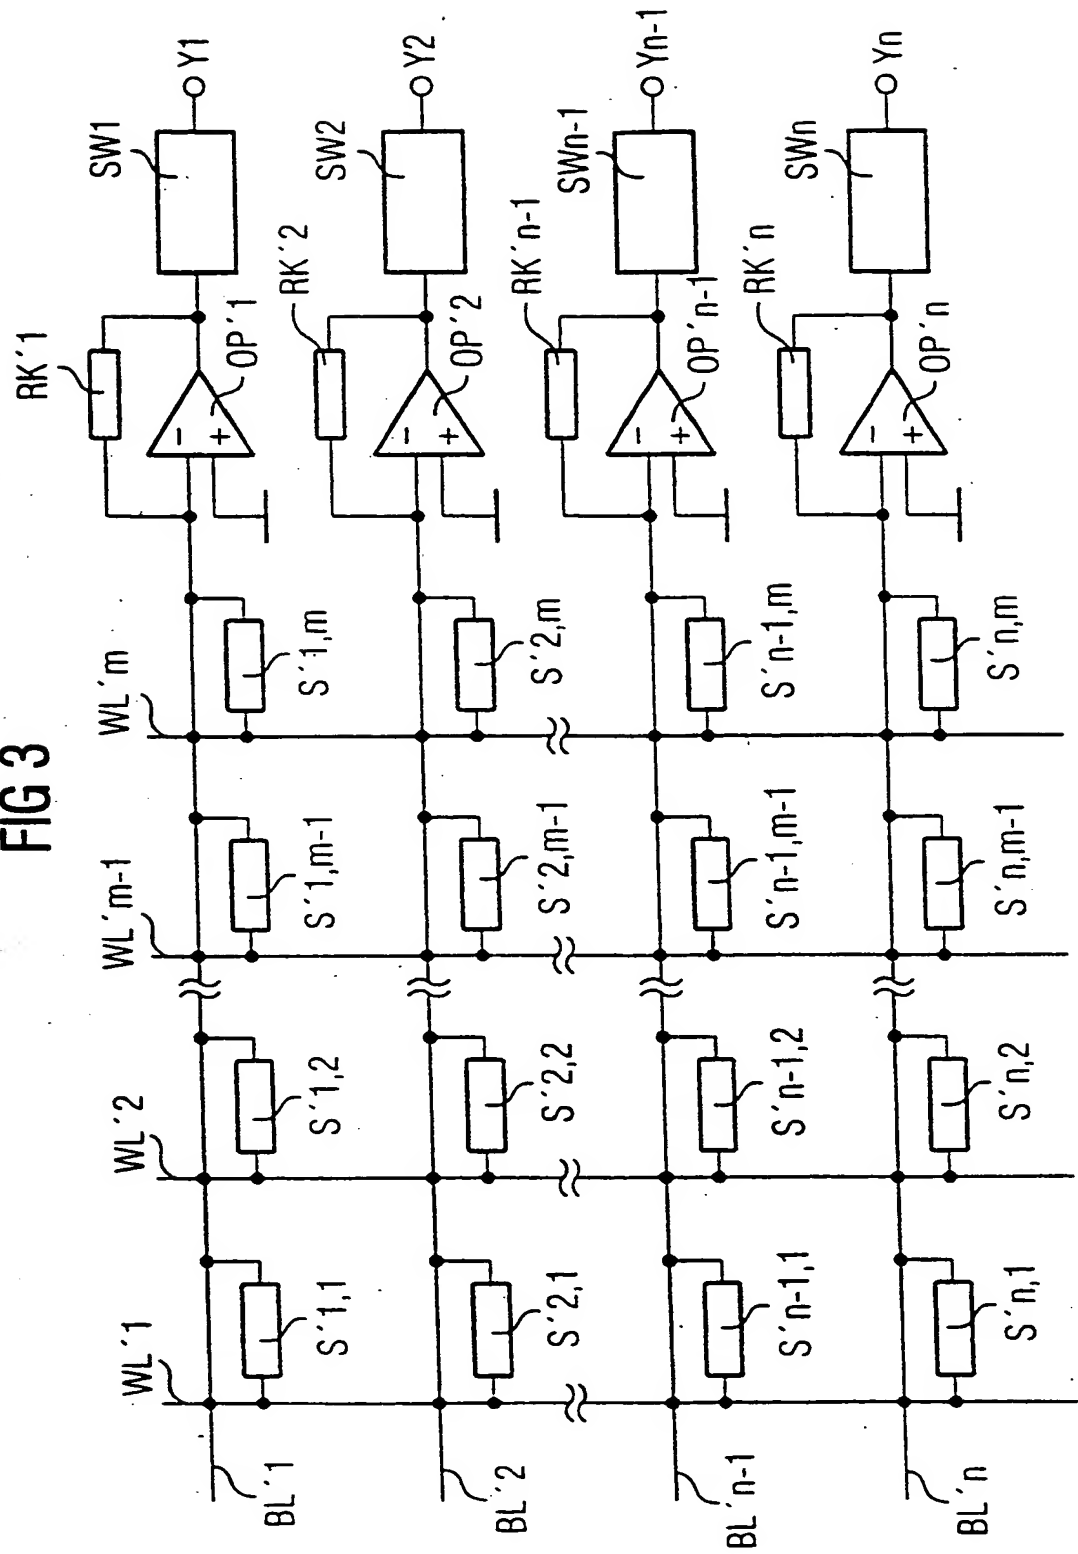 FIG 3
RK´1
SW1
Y1
OP´1
WL´m
S´1,m
WL´m-1
S´1,m-1
WL´2
S´1,2
WL´1
S´1,1
BL´1
RK´2
SW2
Y2
OP´2
S´2,m
S´2,m-1
S´2,2
S´2,1
BL´2
RK´n-1
SWn-1
Yn-1
OP´n-1
S´n-1,m
S´n-1,m-1
S´n-1,2
S´n-1,1
BL´n-1
RK´n
SWn
Yn
OP´n
S´n,m
S´n,m-1
S´n,2
S´n,1
BL´n
− +
− +
− +
− +